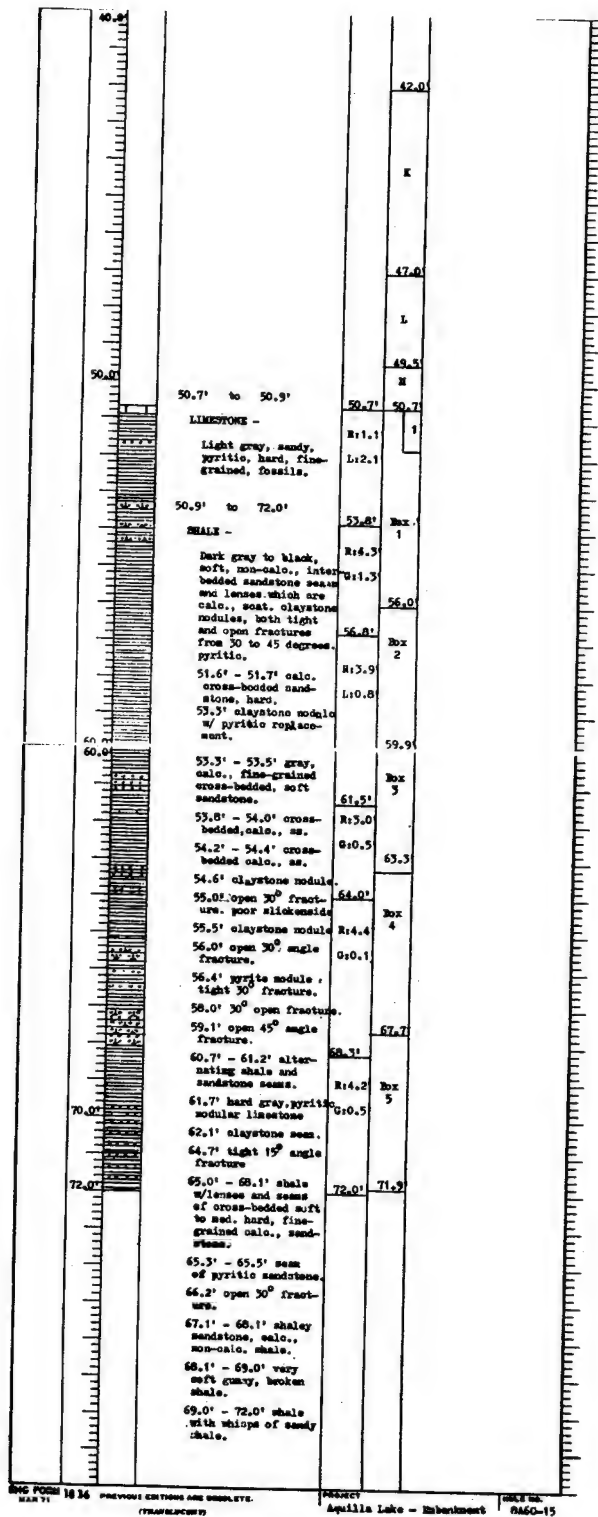 40.0'
42.0'
K
47.0'
L
49.5'
50.0'
M
50.7' to 50.9'
50.7'
50.7'
LIMESTONE -
R:1.1
1
Light gray, sandy,
pyritic, hard, fine-
grained, fossils.
L:2.1
50.9' to 72.0'
53.8'
Box
1
SHALE -
R:4.3
G:1.3
Dark gray to black,
soft, non-calc., inter-
bedded sandstone seams
and lenses which are
calc., scat. claystone
nodules, both tight
and open fractures
from 30 to 45 degrees,
pyritic.
56.0'
56.8'
Box
2
51.6' - 51.7' calc.
cross-bedded sand-
stone, hard.
R:3.9
L:0.8
53.3' claystone nodule
w/ pyritic replace-
ment.
60.0
60.0
59.9'
53.3' - 53.5' gray,
calc., fine-grained
cross-bedded, soft
sandstone.
Box
3
61.5'
53.8' - 54.0' cross-
bedded, calc., ss.
R:3.0
G:0.5
54.2' - 54.4' cross-
bedded calc., ss.
63.3'
54.6' claystone nodule.
64.0'
55.0' open 30° fract-
ure. poor slickenside
Box
4
55.5' claystone nodule
R:4.4
56.0' open 30° angle
fracture.
G:0.1
56.4' pyrite nodule
tight 30° fracture.
58.0' 30° open fracture.
59.1' open 45° angle
fracture.
67.7
68.3'
60.7' - 61.2' alter-
nating shale and
sandstone seams.
R:4.2
Box
5
61.7' hard gray, pyritic
nodular limestone
G:0.5
70.0'
62.1' claystone seam.
64.7' tight 15° angle
fracture
72.0'
72.0'
71.9'
65.0' - 68.1' shale
w/lenses and seams
of cross-bedded soft
to med. hard, fine-
grained calc., sand-
stone.
65.3' - 65.5' seam
of pyritic sandstone.
66.2' open 30° fract-
ure.
67.1' - 68.1' shaley
sandstone, calc.,
non-calc. shale.
68.1' - 69.0' very
soft gummy, broken
shale.
69.0' - 72.0' shale
with whisps of sandy
shale.
ENG FORM 18 36
MAR 71
PREVIOUS EDITIONS ARE OBSOLETE.
(TRANSLUCENT)
PROJECT
Aquilla Lake - Embankment
HOLE NO.
8A6C-15